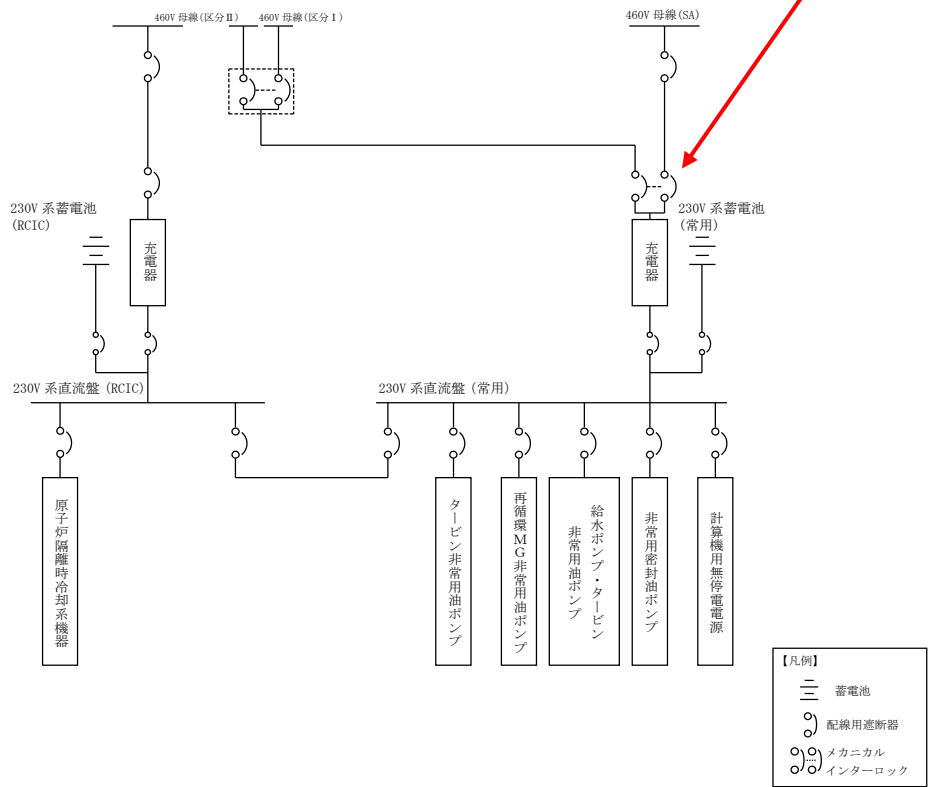 460V 母線(区分Ⅱ)
460V 母線(区分Ⅰ)
460V 母線(SA)
230V 系蓄電池
(RCIC)
充電器
充電器
230V 系蓄電池
(常用)
230V 系直流盤 (RCIC)
230V 系直流盤 (常用)
原子炉隔離時冷却系機器
タービン非常用油ポンプ
再循環MG非常用油ポンプ
給水ポンプ・タービン
非常用油ポンプ
非常用密封油ポンプ
計算機用無停電電源
【凡例】
蓄電池
配線用遮断器
メカニカル
インターロック